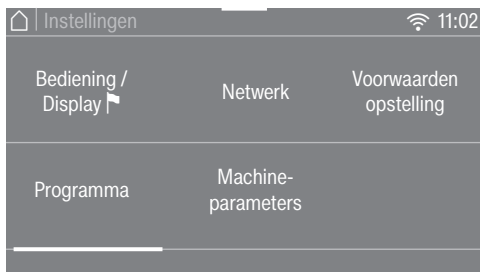 Instellingen 11:02
Bediening /
Display
Netwerk
Voorwaarden
opstelling
Programma
Machine-
parameters